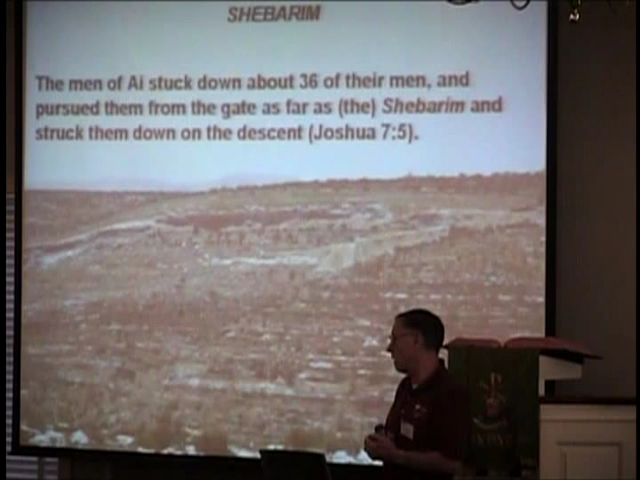 SHEBARIM
The men of Ai stuck down about 36 of their men, and
pursued them from the gate as far as (the) Shebarim and
struck them down on the descent (Joshua 7:5).